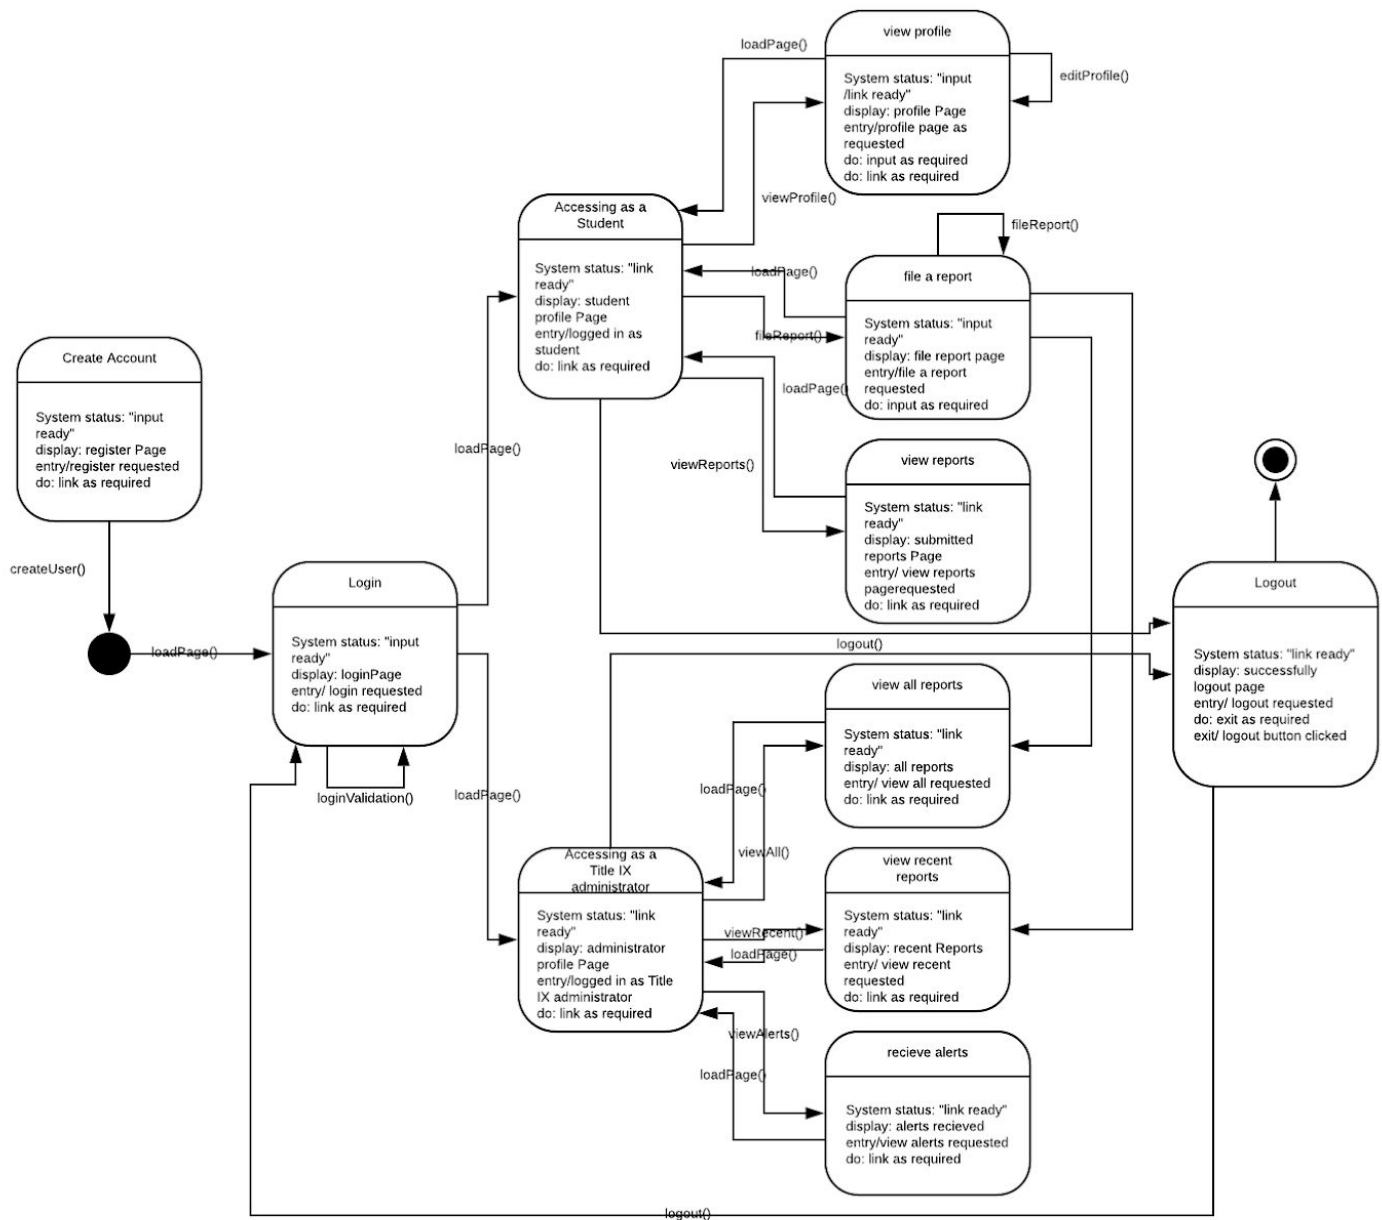 view profile
System status: "input
/link ready"
display: profile Page
entry/profile page as
requested
do: input as required
do: link as required
loadPage()
editProfile()
viewProfile()
Accessing as a
Student
System status: "link
ready"
display: student
profile Page
entry/logged in as
student
do: link as required
fileReport()
loadPage()
file a report
System status: "input
ready"
display: file report page
entry/file a report
requested
do: input as required
fileReport()
loadPage()
Create Account
System status: "input
ready"
display: register Page
entry/register requested
do: link as required
loadPage()
viewReports()
view reports
System status: "link
ready"
display: submitted
reports Page
entry/ view reports
pagerequested
do: link as required
createUser()
loadPage()
Login
System status: "input
ready"
display: loginPage
entry/ login requested
do: link as required
loginValidation()
loadPage()
logout()
Logout
System status: "link ready"
display: successfully
logout page
entry/ logout requested
do: exit as required
exit/ logout button clicked
view all reports
System status: "link
ready"
display: all reports
entry/ view all requested
do: link as required
loadPage()
viewAll()
Accessing as a
Title IX
administrator
System status: "link
ready"
display: administrator
profile Page
entry/logged in as Title
IX administrator
do: link as required
viewRecent()
loadPage()
view recent
reports
System status: "link
ready"
display: recent Reports
entry/ view recent
requested
do: link as required
viewAlerts()
loadPage()
recieve alerts
System status: "link ready"
display: alerts recieved
entry/view alerts requested
do: link as required
logout()